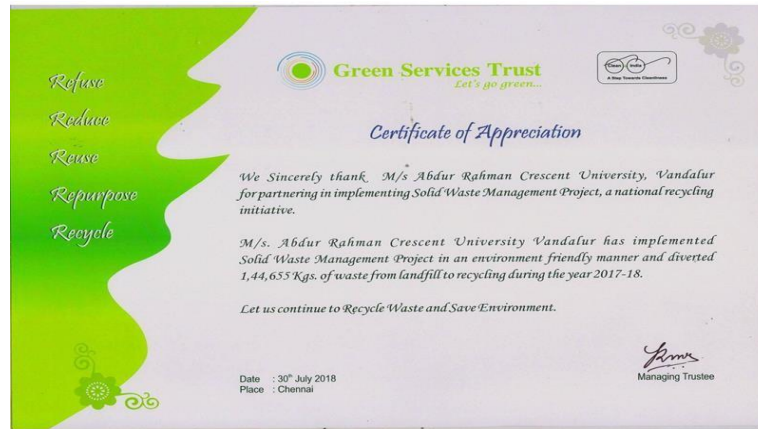 Refuse
Reduce
Reuse
Repurpose
Recycle
Green Services Trust
Let's go green...
Clean India
A Step Towards Cleanliness
Certificate of Appreciation
We Sincerely thank M/s Abdur Rahman Crescent University, Vandalur
for partnering in implementing Solid Waste Management Project, a national recycling
initiative.
M/s. Abdur Rahman Crescent University Vandalur has implemented
Solid Waste Management Project in an environment friendly manner and diverted
1,44,655 Kgs. of waste from landfill to recycling during the year 2017-18.
Let us continue to Recycle Waste and Save Environment.
Date : 30th July 2018
Place : Chennai
Managing Trustee